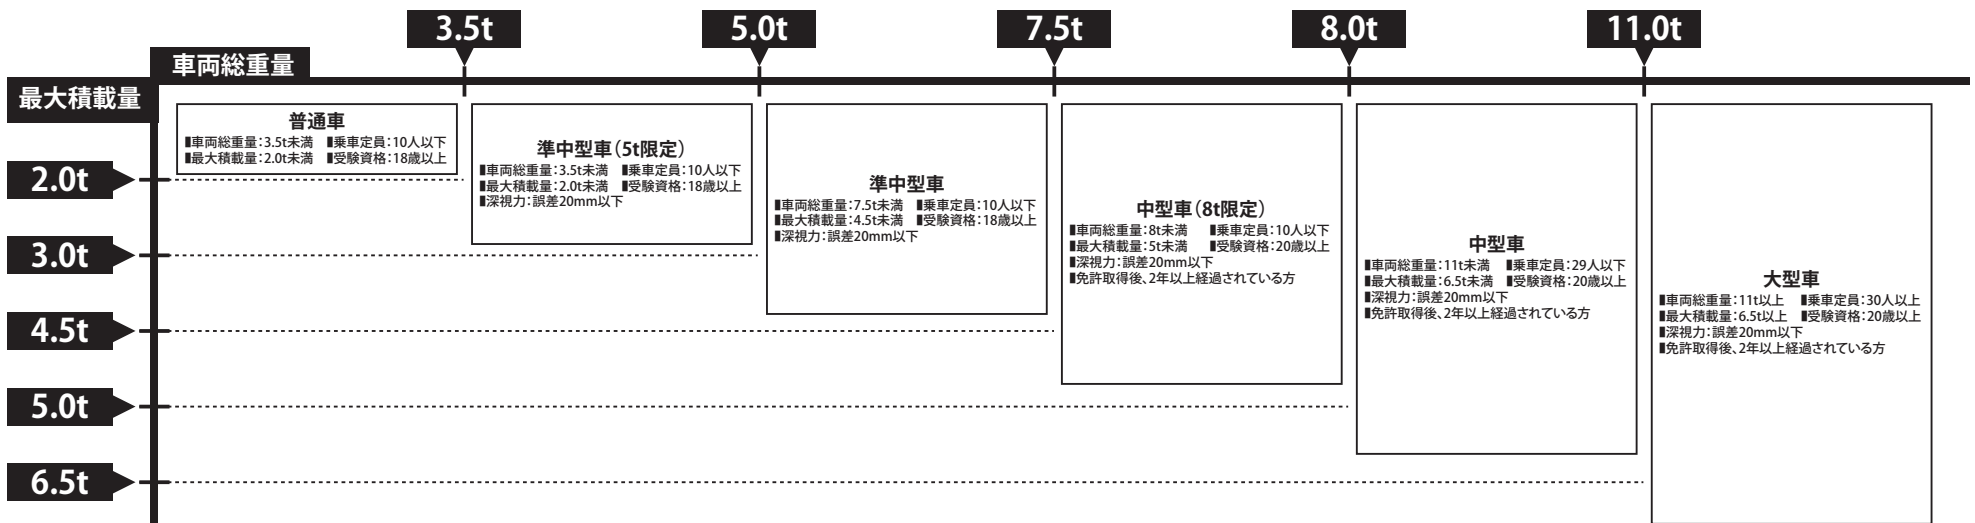 3.5t
5.0t
7.5t
8.0t
11.0t
車両総重量
最大積載量
2.0t
3.0t
4.5t
5.0t
6.5t
普通車
▮車両総重量：3.5t未満 ▮乗車定員：10人以下
▮最大積載量：2.0t未満 ▮受験資格：18歳以上
準中型車（5t限定）
▮車両総重量：3.5t未満 ▮乗車定員：10人以下
▮最大積載量：2.0t未満 ▮受験資格：18歳以上
▮深視力：誤差20mm以下
準中型車
▮車両総重量：7.5t未満 ▮乗車定員：10人以下
▮最大積載量：4.5t未満 ▮受験資格：18歳以上
▮深視力：誤差20mm以下
中型車（8t限定）
▮車両総重量：8t未満 ▮乗車定員：10人以下
▮最大積載量：5t未満 ▮受験資格：20歳以上
▮深視力：誤差20mm以下
▮免許取得後、2年以上経過されている方
中型車
▮車両総重量：11t未満 ▮乗車定員：29人以下
▮最大積載量：6.5t未満 ▮受験資格：20歳以上
▮深視力：誤差20mm以下
▮免許取得後、2年以上経過されている方
大型車
▮車両総重量：11t以上 ▮乗車定員：30人以上
▮最大積載量：6.5t以上 ▮受験資格：20歳以上
▮深視力：誤差20mm以下
▮免許取得後、2年以上経過されている方